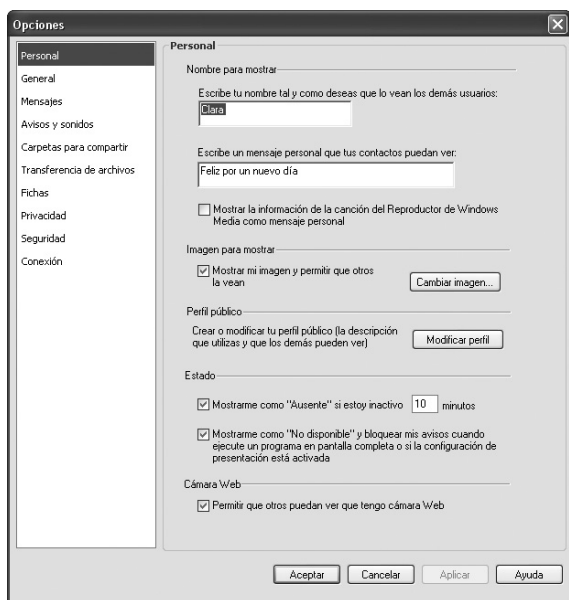 Opciones
Personal
General
Mensajes
Avisos y sonidos
Carpetas para compartir
Transferencia de archivos
Fichas
Privacidad
Seguridad
Conexión
Personal
Nombre para mostrar
Escribe tu nombre tal y como deseas que lo vean los demás usuarios:
Clara
Escribe un mensaje personal que tus contactos puedan ver:
Feliz por un nuevo día
Mostrar la información de la canción del Reproductor de Windows
Media como mensaje personal
Imagen para mostrar
Mostrar mi imagen y permitir que otros
la vean
Cambiar imagen...
Perfil público
Crear o modificar tu perfil público (la descripción
que utilizas y que los demás pueden ver)
Modificar perfil
Estado
Mostrarme como "Ausente" si estoy inactivo 10 minutos
Mostrarme como "No disponible" y bloquear mis avisos cuando
ejecute un programa en pantalla completa o si la configuración de
presentación está activada
Cámara Web
Permitir que otros puedan ver que tengo cámara Web
Aceptar Cancelar Aplicar Ayuda